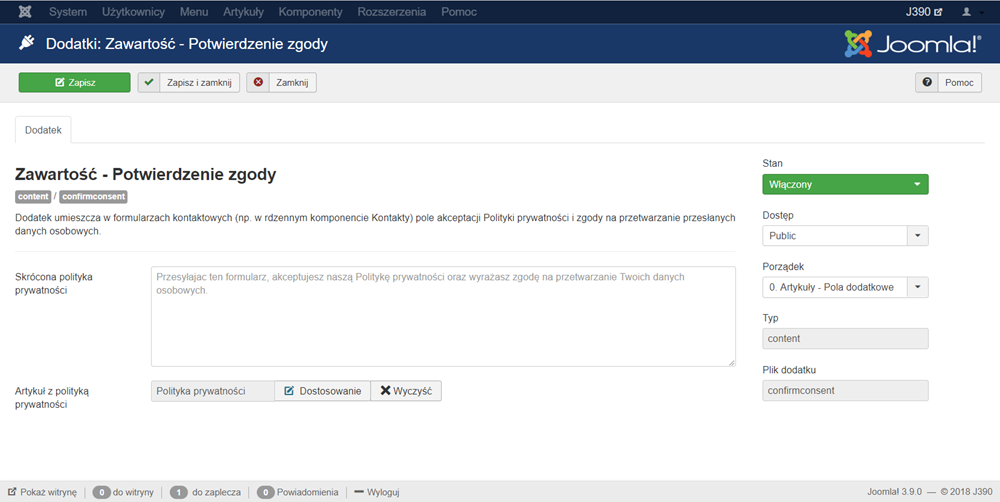 System Użytkownicy Menu Artykuły Komponenty Rozszerzenia Pomoc J390
Dodatki: Zawartość - Potwierdzenie zgody Joomla!®
Zapisz Zapisz i zamknij Zamknij Pomoc
Dodatek
Zawartość - Potwierdzenie zgody
content / confirmconsent
Dodatek umieszcza w formularzach kontaktowych (np. w rdzennym komponencie Kontakty) pole akceptacji Polityki prywatności i zgody na przetwarzanie przesłanych
danych osobowych.
Skrócona polityka
prywatności
Przesyłając ten formularz, akceptujesz naszą Politykę prywatności oraz wyrażasz zgodę na przetwarzanie Twoich danych
osobowych.
Artykuł z polityką
prywatności
Polityka prywatności Dostosowanie Wyczyść
Stan
Włączony
Dostęp
Public
Porządek
0. Artykuły - Pola dodatkowe
Typ
content
Plik dodatku
confirmconsent
Pokaż witrynę 0 do witryny 1 do zaplecza 0 Powiadomienia Wyloguj Joomla! 3.9.0 — © 2018 J390